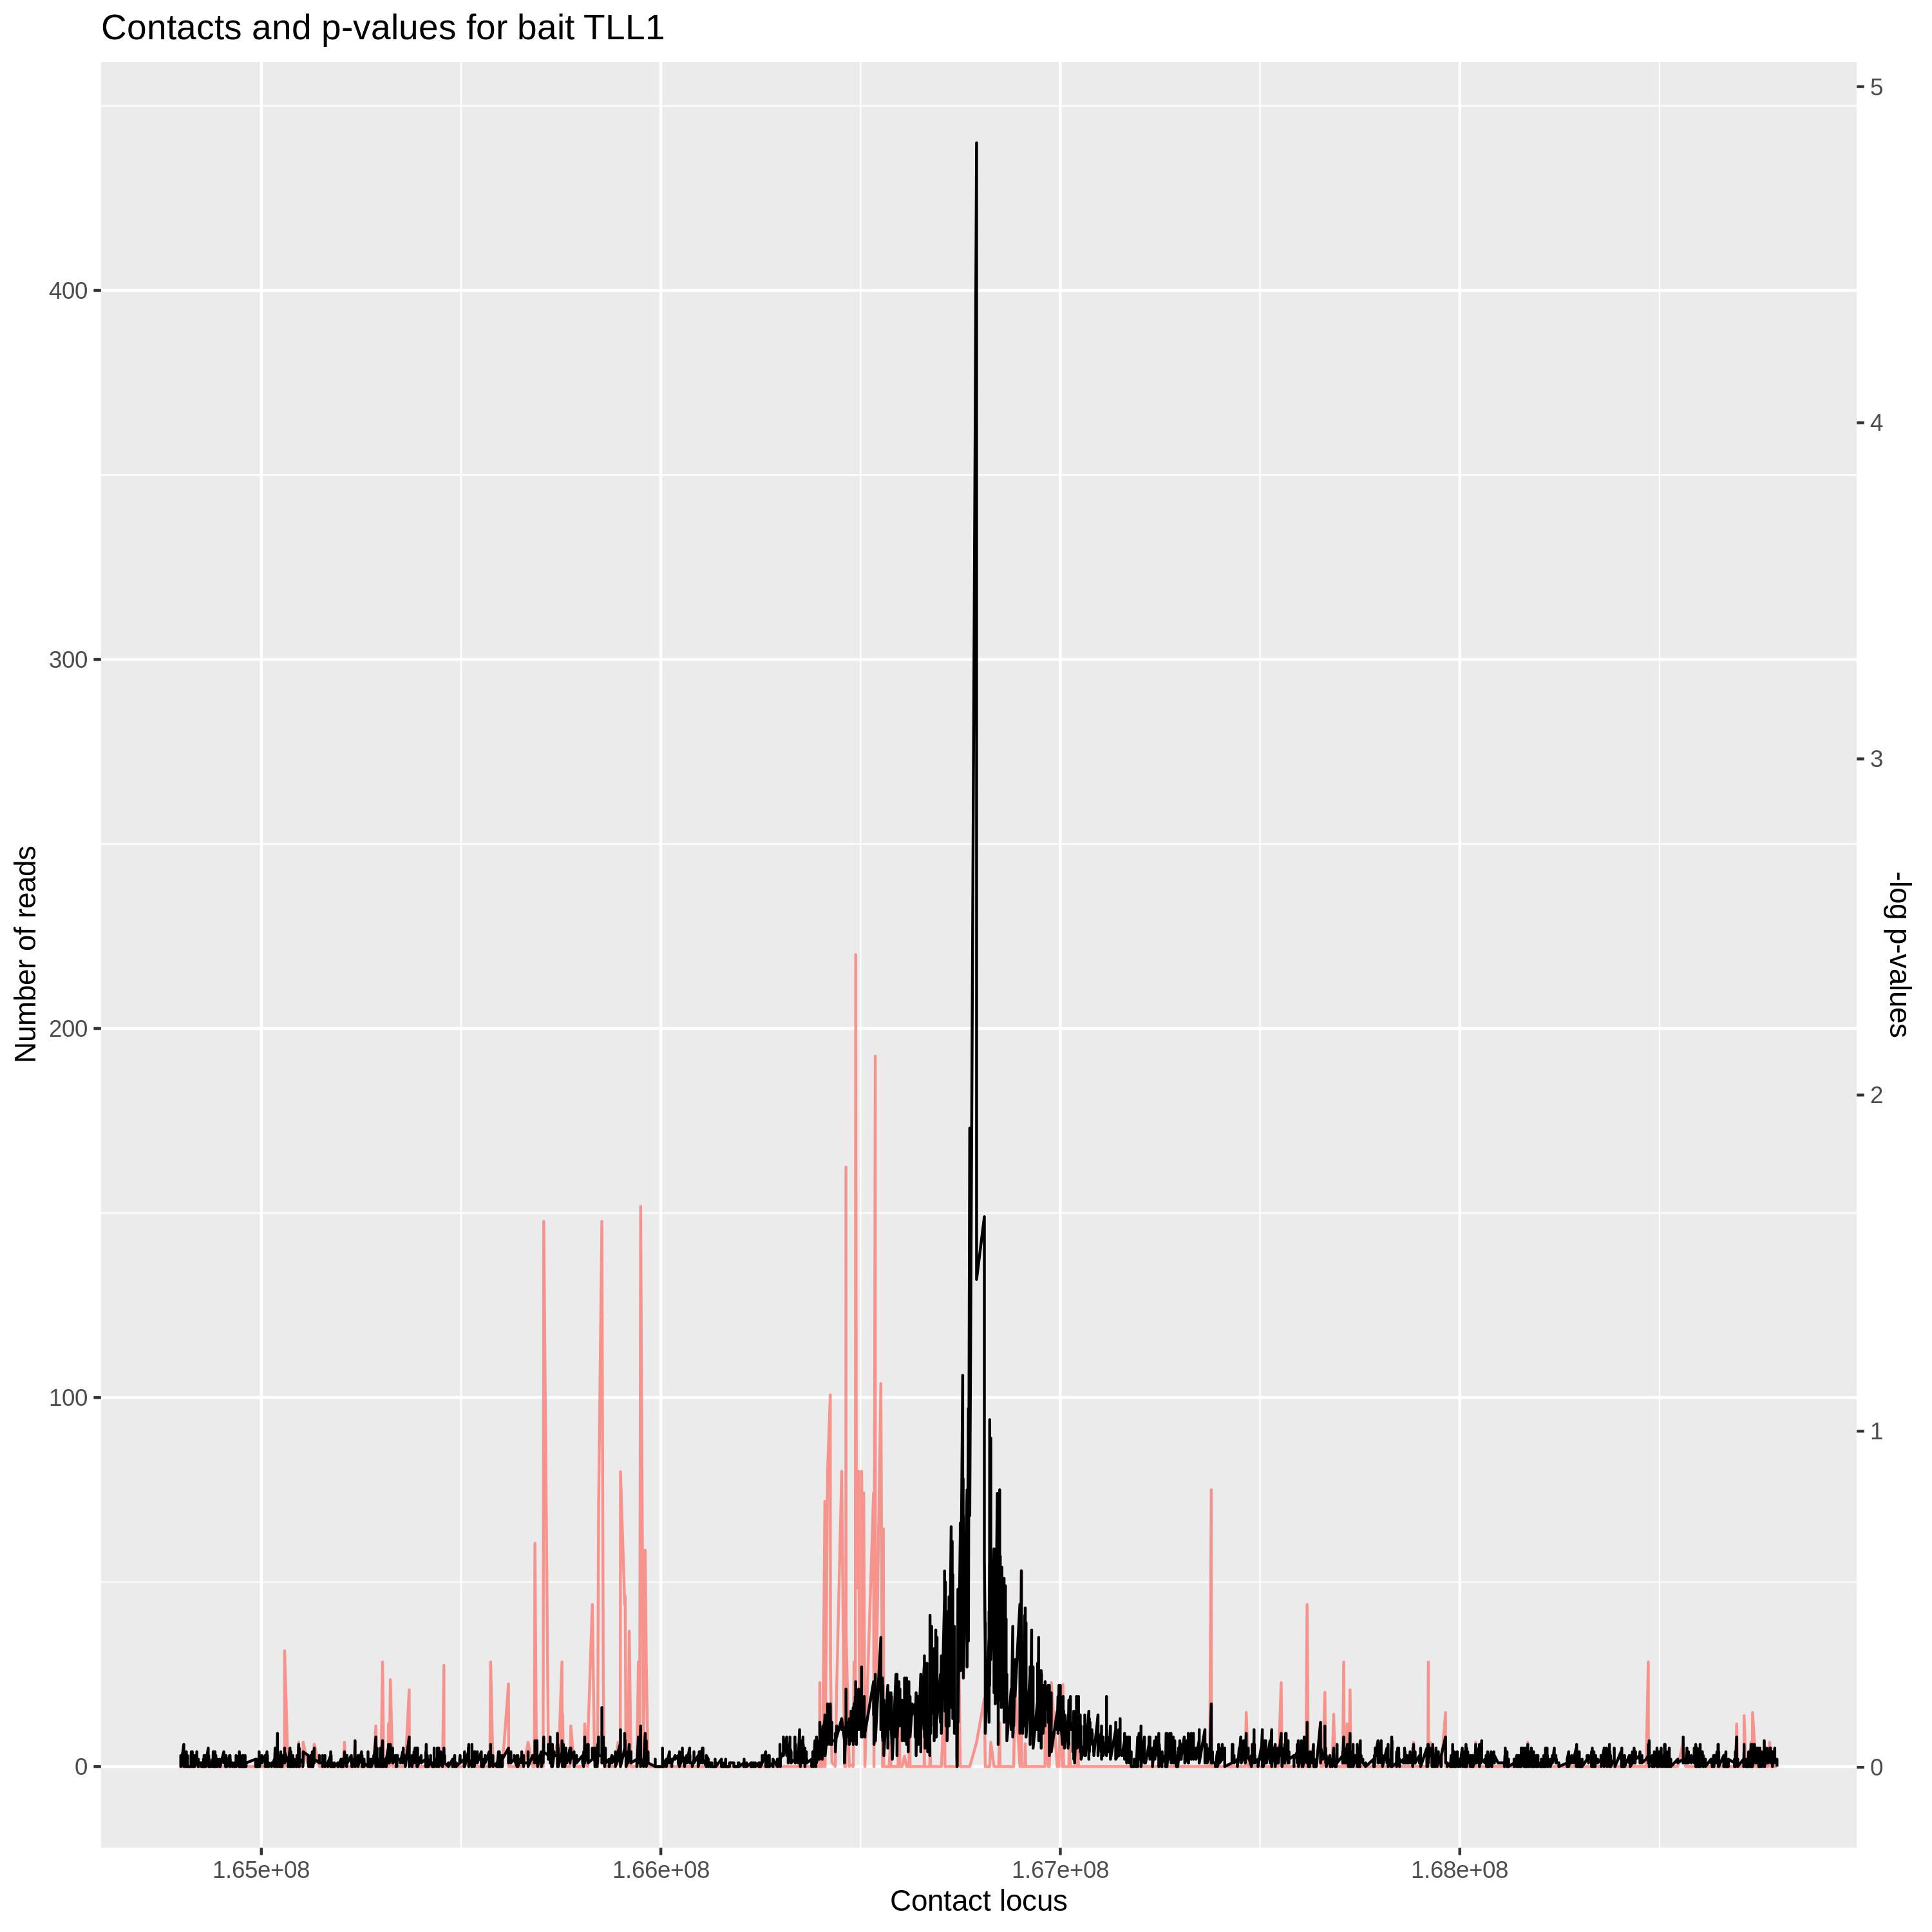 Contacts and p-values for bait TLL1
Number of reads
400
300
200
100
0
5
4
3
2
1
0
-log p-values
1.65e+08
1.66e+08
1.67e+08
1.68e+08
Contact locus